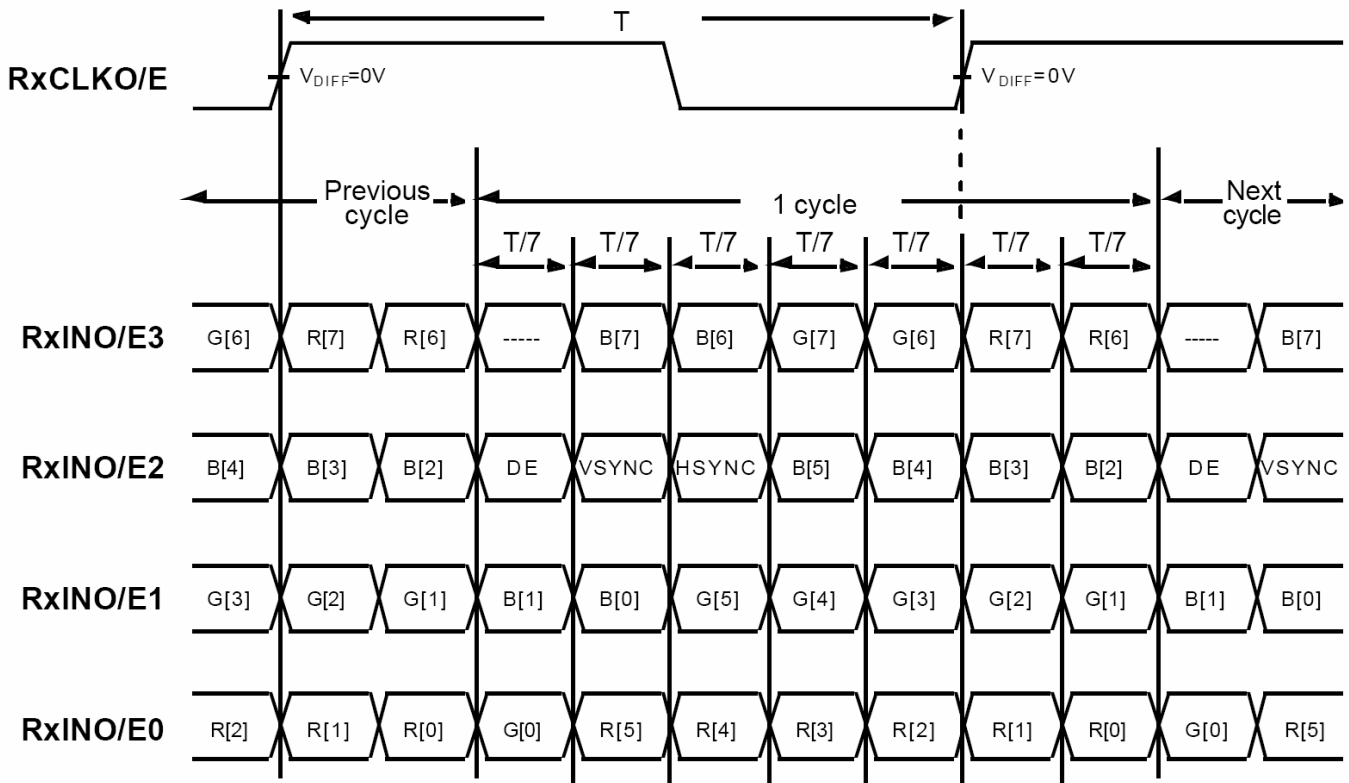 T
RxCLKO/E
VDIFF=0V
VDIFF=0V
Previous cycle
1 cycle
Next cycle
T/7 T/7 T/7 T/7 T/7 T/7 T/7
RxINO/E3 G[6] R[7] R[6] ----- B[7] B[6] G[7] G[6] R[7] R[6] ----- B[7]
RxINO/E2 B[4] B[3] B[2] DE VSYNC HSYNC B[5] B[4] B[3] B[2] DE VSYNC
RxINO/E1 G[3] G[2] G[1] B[1] B[0] G[5] G[4] G[3] G[2] G[1] B[1] B[0]
RxINO/E0 R[2] R[1] R[0] G[0] R[5] R[4] R[3] R[2] R[1] R[0] G[0] R[5]